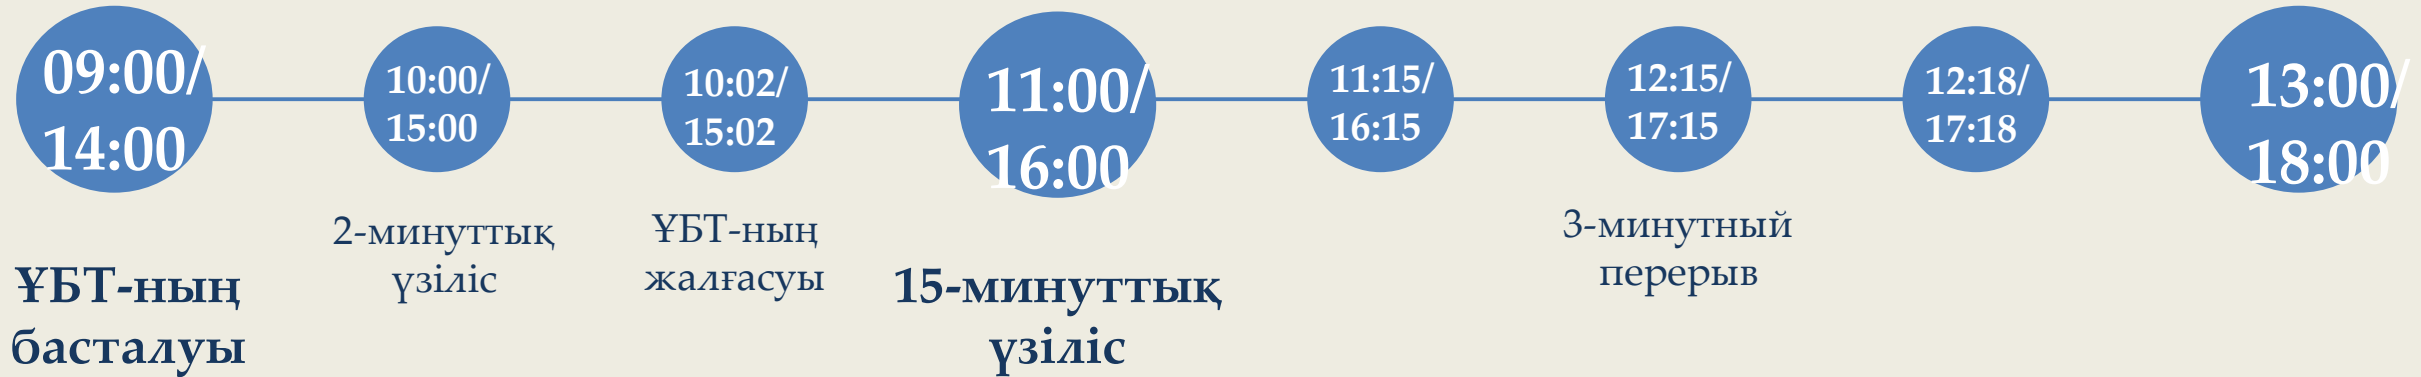 09:00/
14:00
10:00/
15:00
10:02/
15:02
11:00/
16:00
11:15/
16:15
12:15/
17:15
12:18/
17:18
13:00/
18:00
ҰБТ-ның
басталуы
2-минуттық
үзіліс
ҰБТ-ның
жалғасуы
15-минуттық
үзіліс
3-минутный
перерыв